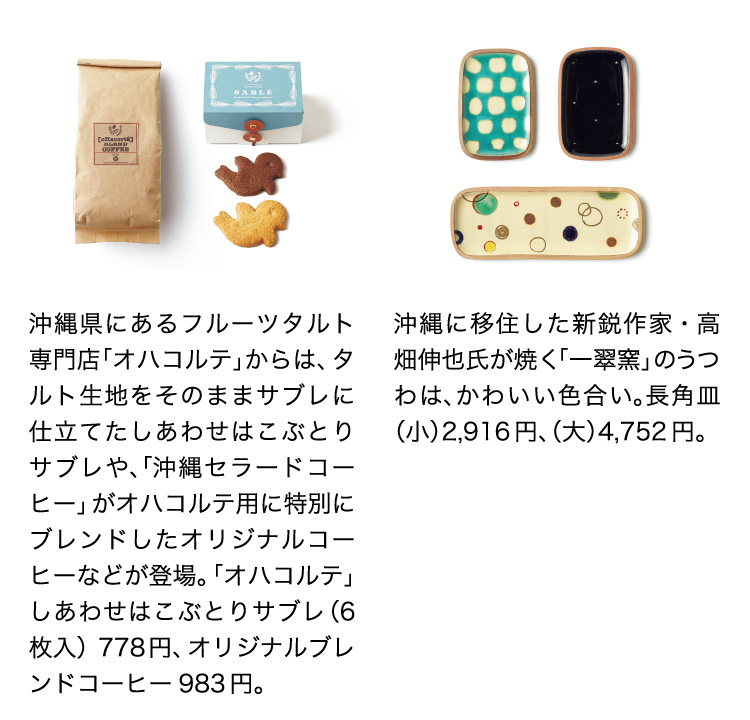 [oHacorté]
BLEND
COFFEE
SABLÉ
沖縄県にあるフルーツタルト
専門店「オハコルテ」からは、タ
ルト生地をそのままサブレに
仕立てたしあわせはこぶとり
サブレや、「沖縄セラードコー
ヒー」がオハコルテ用に特別に
ブレンドしたオリジナルコー
ヒーなどが登場。「オハコルテ」
しあわせはこぶとりサブレ（6
枚入） 778円、オリジナルブレ
ンドコーヒー 983円。
沖縄に移住した新鋭作家・高
畑伸也氏が焼く「一翠窯」のうつ
わは、かわいい色合い。長角皿
（小）2,916円、（大）4,752円。